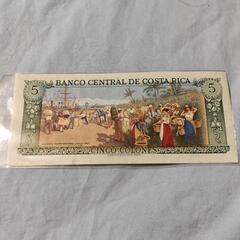 BANCO CENTRAL DE COSTA RICA
5
5
CINCO COLONES